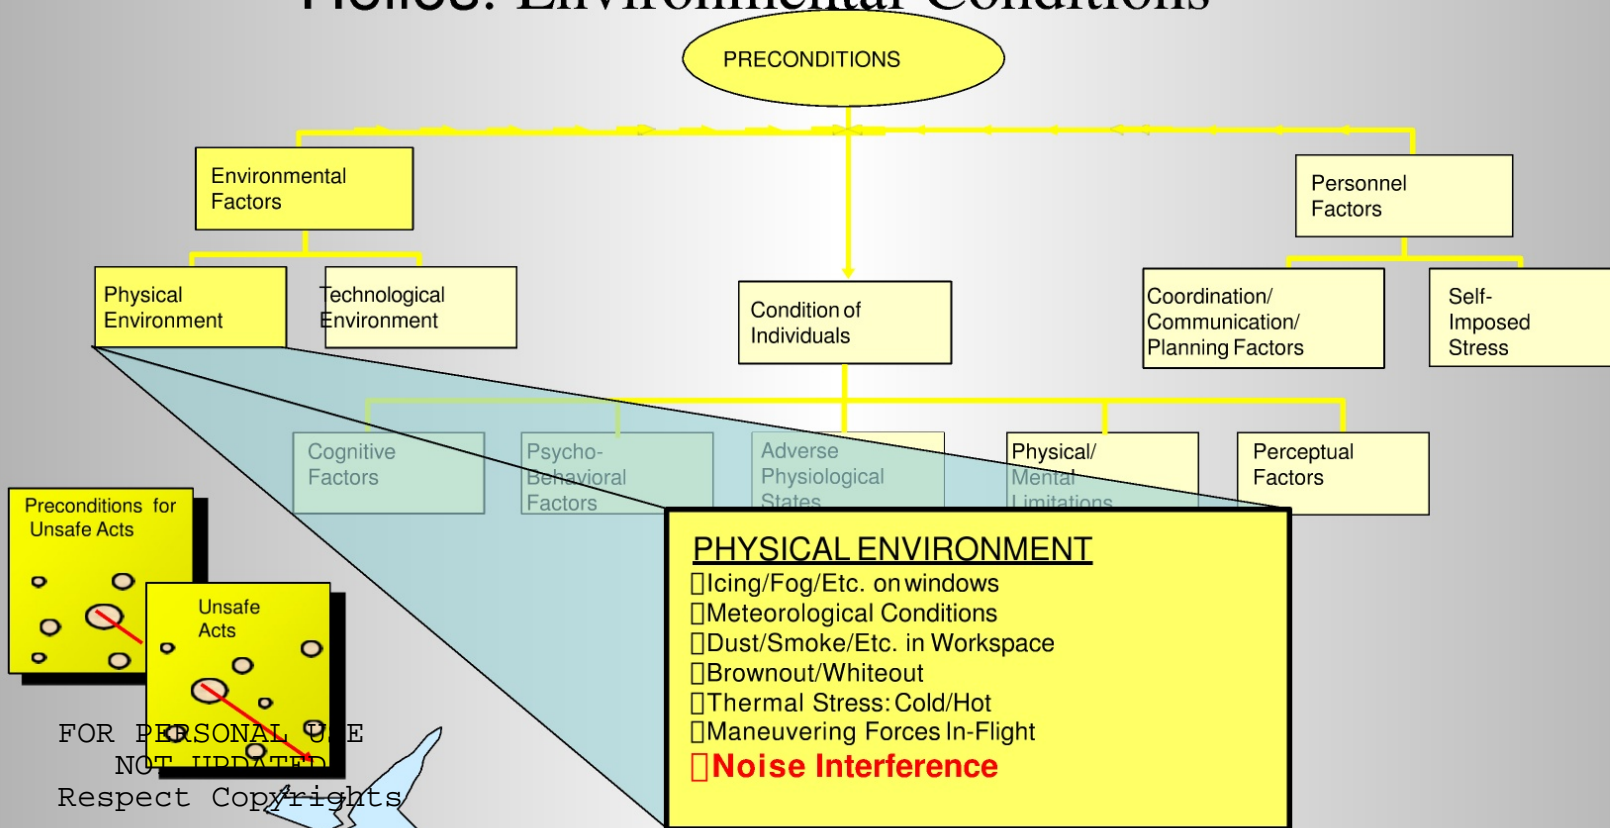 Helios: Environmental Conditions
PRECONDITIONS
Environmental
Factors
Personnel
Factors
Physical
Environment
Technological
Environment
Condition of
Individuals
Coordination/
Communication/
Planning Factors
Self-
Imposed
Stress
Cognitive
Factors
Psycho-
Behavioral
Factors
Adverse
Physiological
States
Physical/
Mental
Limitations
Perceptual
Factors
Preconditions for
Unsafe Acts
Unsafe
Acts
PHYSICAL ENVIRONMENT
Icing/Fog/Etc. on windows
Meteorological Conditions
Dust/Smoke/Etc. in Workspace
Brownout/Whiteout
Thermal Stress: Cold/Hot
Maneuvering Forces In-Flight
Noise Interference
FOR PERSONAL USE
NOT UPDATED
Respect Copyrights